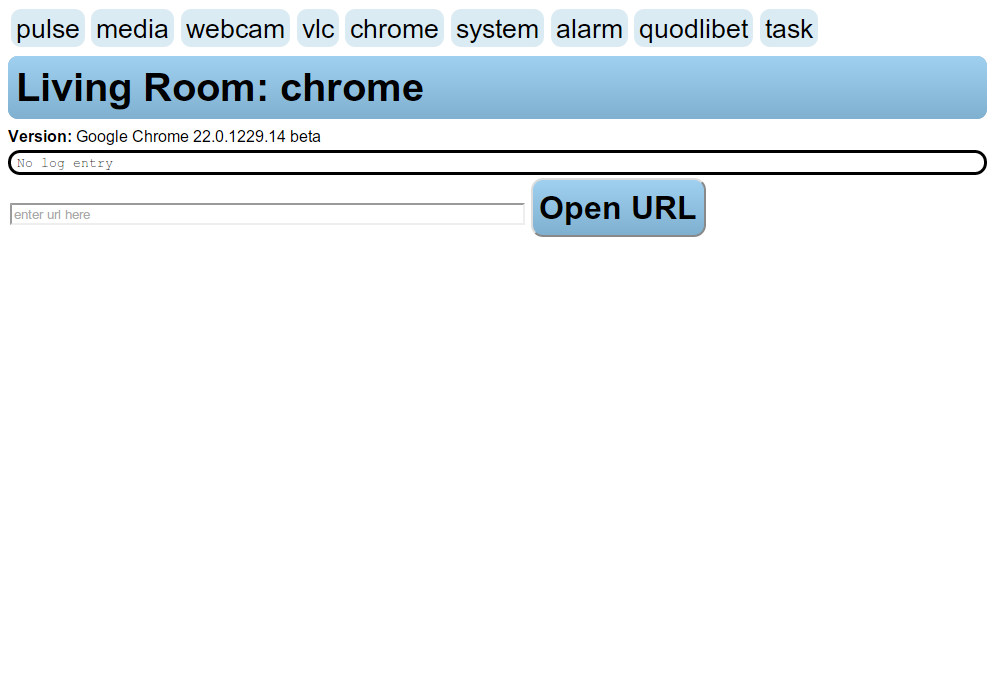 pulse media webcam vlc chrome system alarm quodlibet task
Living Room: chrome
Version: Google Chrome 22.0.1229.14 beta
No log entry
enter url here Open URL